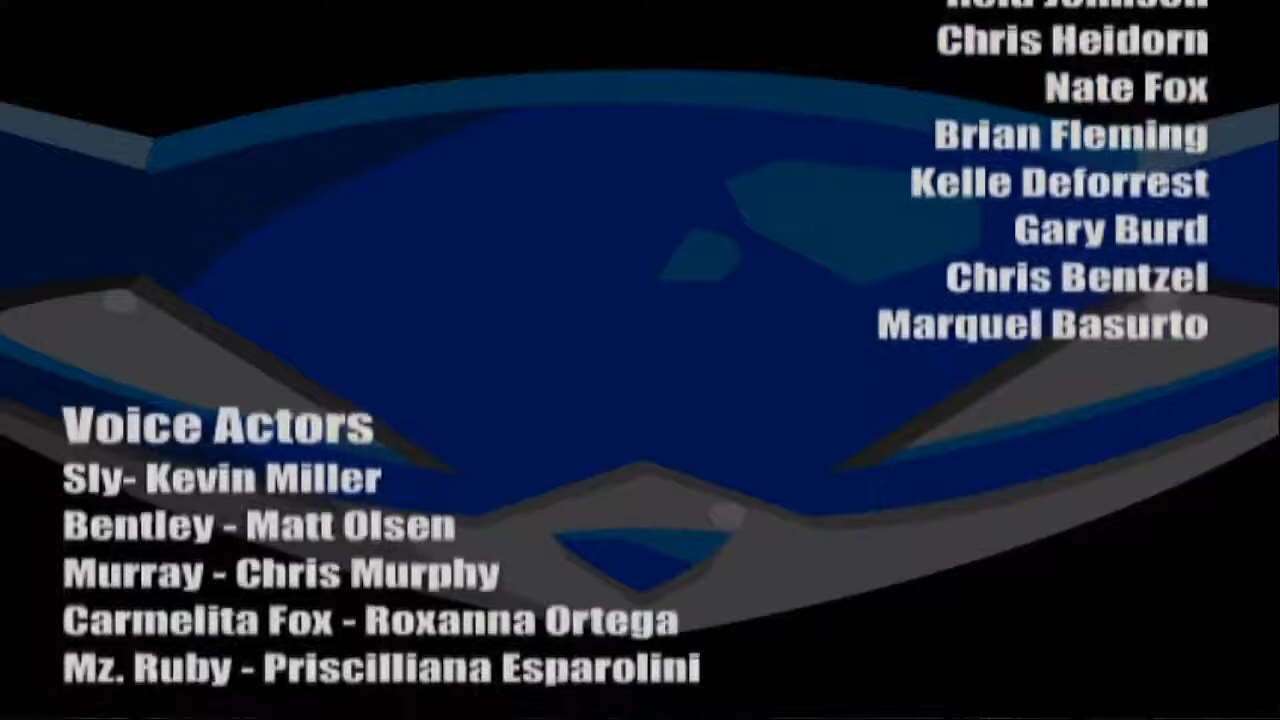 Chris Heidorn
Nate Fox
Brian Fleming
Kelle Deforrest
Gary Burd
Chris Bentzel
Marquel Basurto
Voice Actors
Sly- Kevin Miller
Bentley - Matt Olsen
Murray - Chris Murphy
Carmelita Fox - Roxanna Ortega
Mz. Ruby - Priscilliana Esparolini